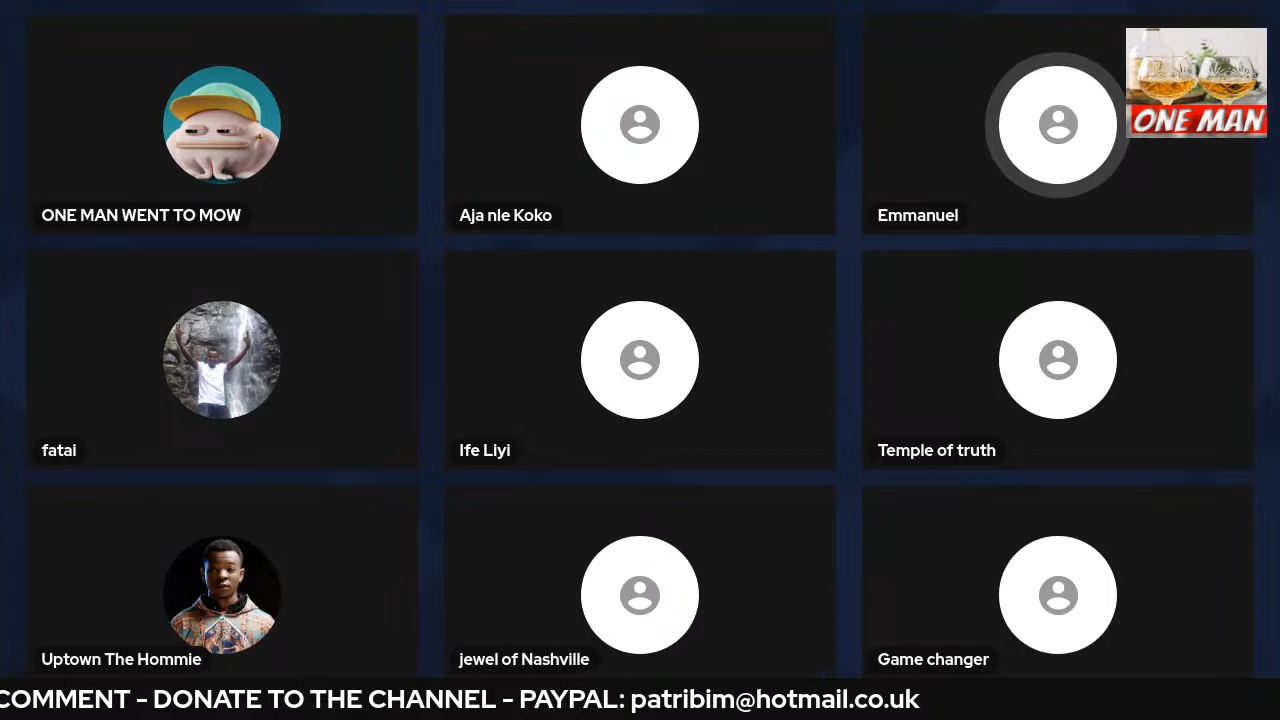 ONE MAN
ONE MAN WENT TO MOW
Aja nle Koko
Emmanuel
fatai
Ife Liyi
Temple of truth
Uptown The Hommie
jewel of Nashville
Game changer
COMMENT - DONATE TO THE CHANNEL - PAYPAL: patribim@hotmail.co.uk